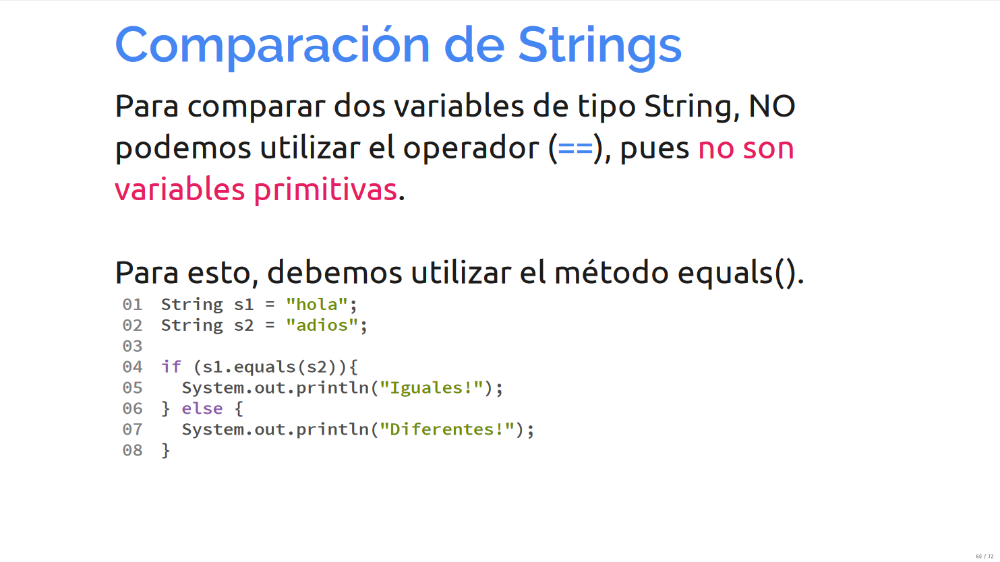 Comparación de Strings
Para comparar dos variables de tipo String, NO
podemos utilizar el operador (==), pues no son
variables primitivas.
Para esto, debemos utilizar el método equals().
01 String s1 = "hola";
02 String s2 = "adios";
03
04 if (s1.equals(s2)){
05   System.out.println("Iguales!");
06 } else {
07   System.out.println("Diferentes!");
08 }
60 / 72